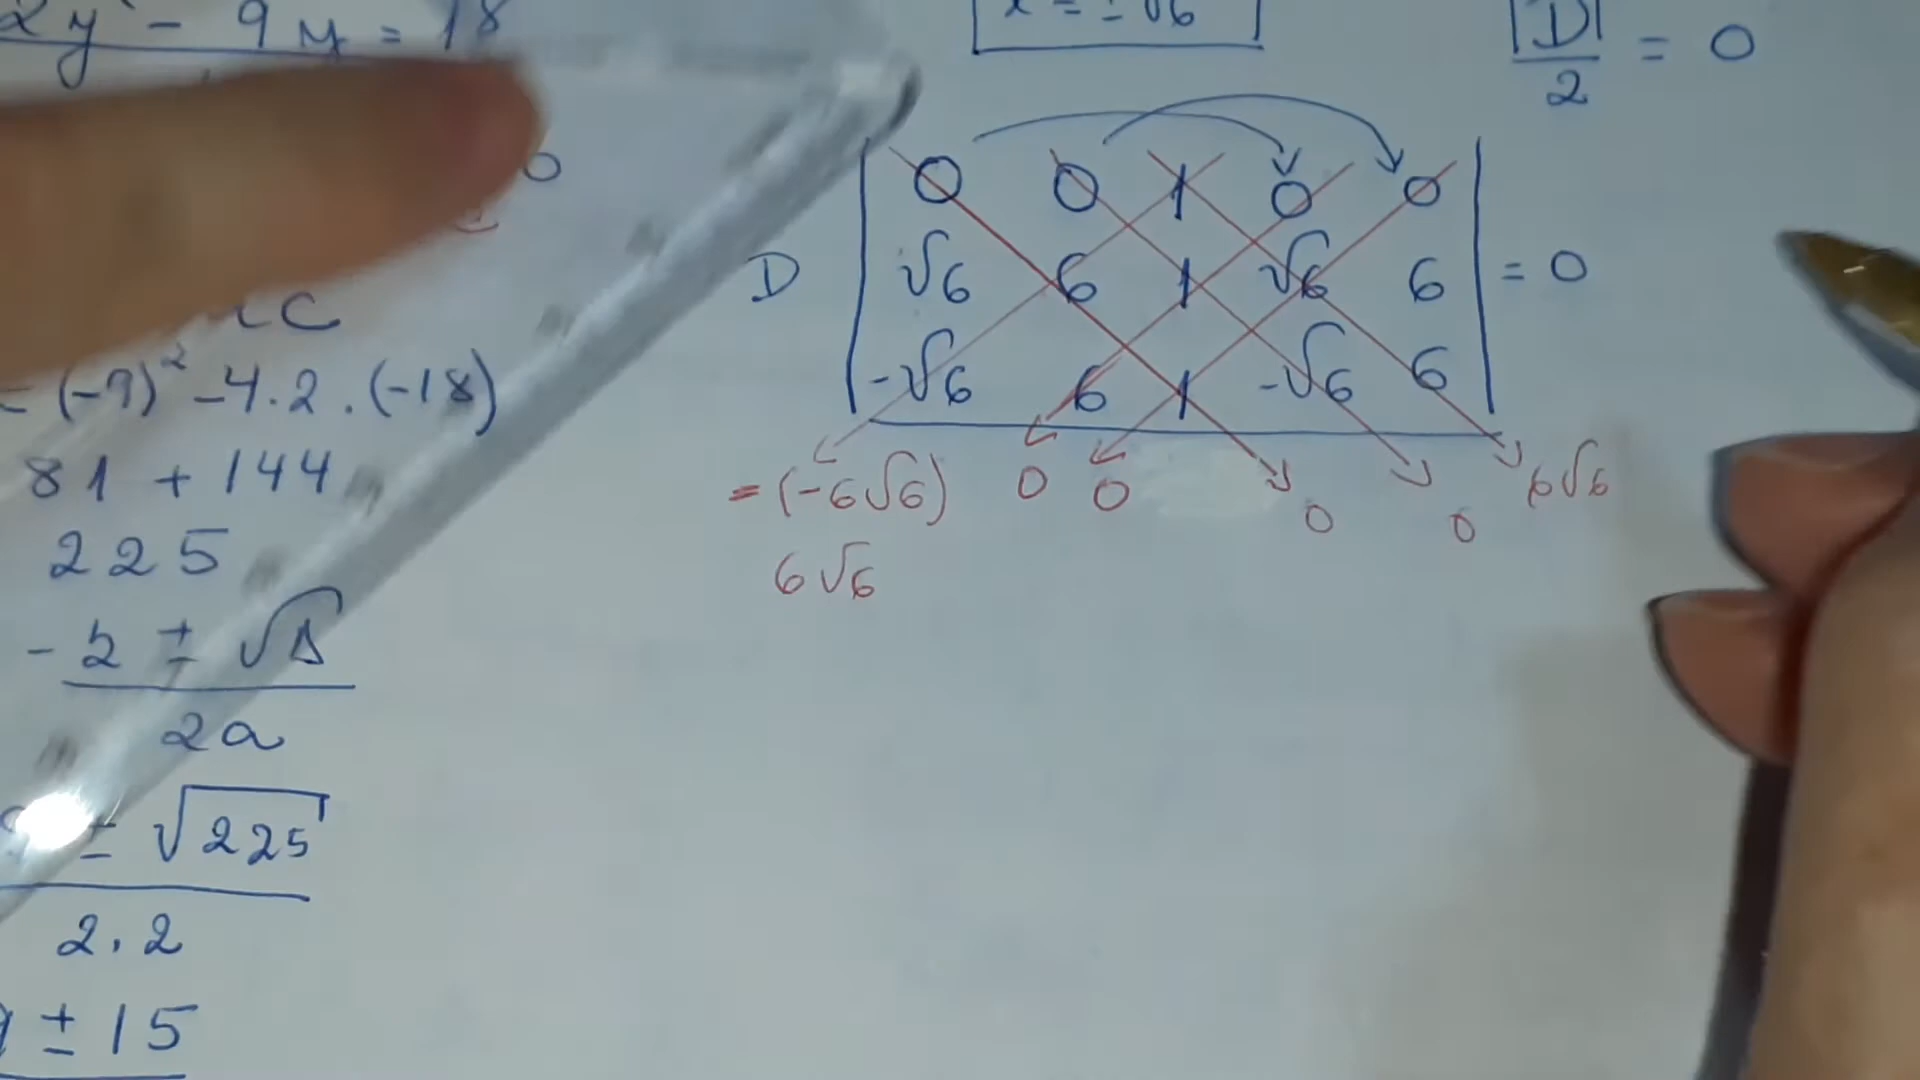 2y² - 9y = 18
x = ± √6
|D|/2 = 0
0 0 1 0 0
D √6 6 1 √6 6 = 0
-√6 6 1 -√6 6
= (-6√6) 0 0 0 0 6√6
6√6
- (-9)² - 4.2.(-18)
81 + 144
225
- b ± √Δ
2a
± √225
2.2
± 15